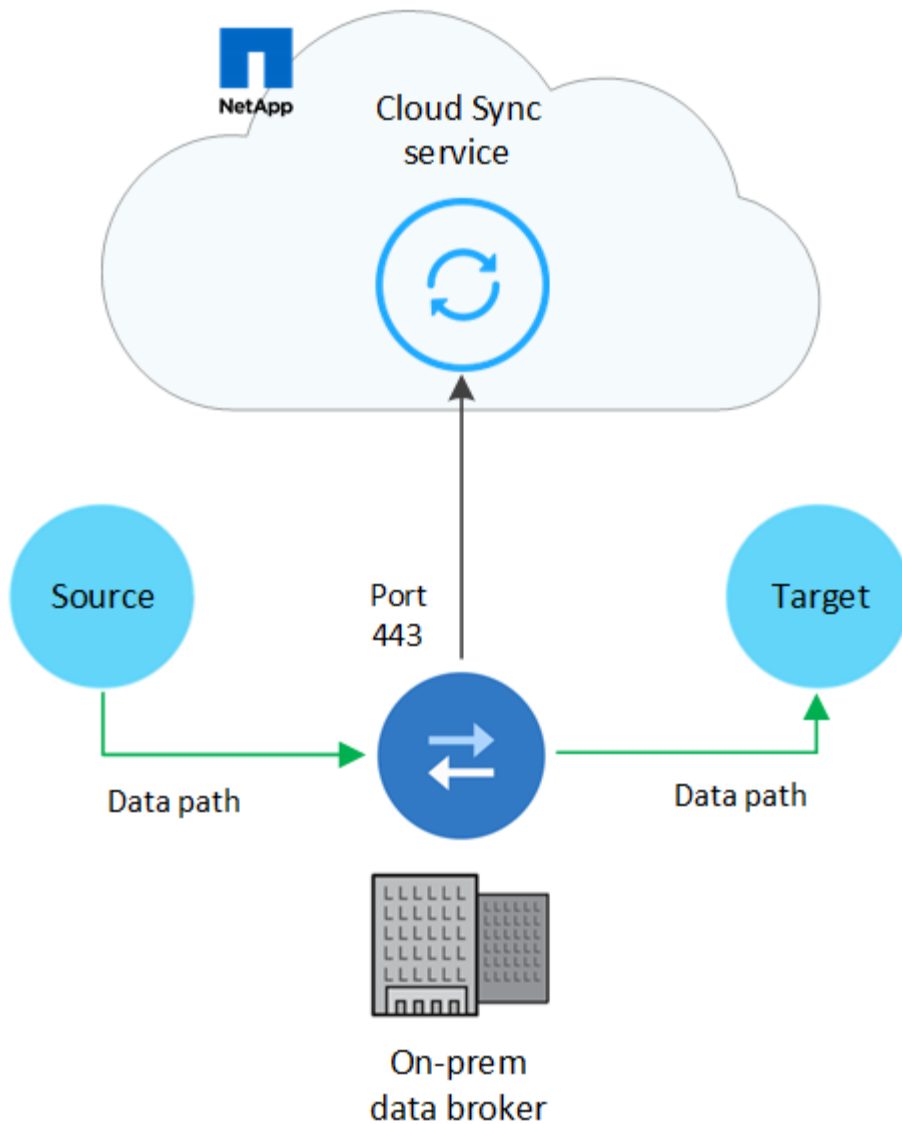 NetApp
Cloud Sync
service
Source
Port
443
Target
Data path
Data path
On-prem
data broker